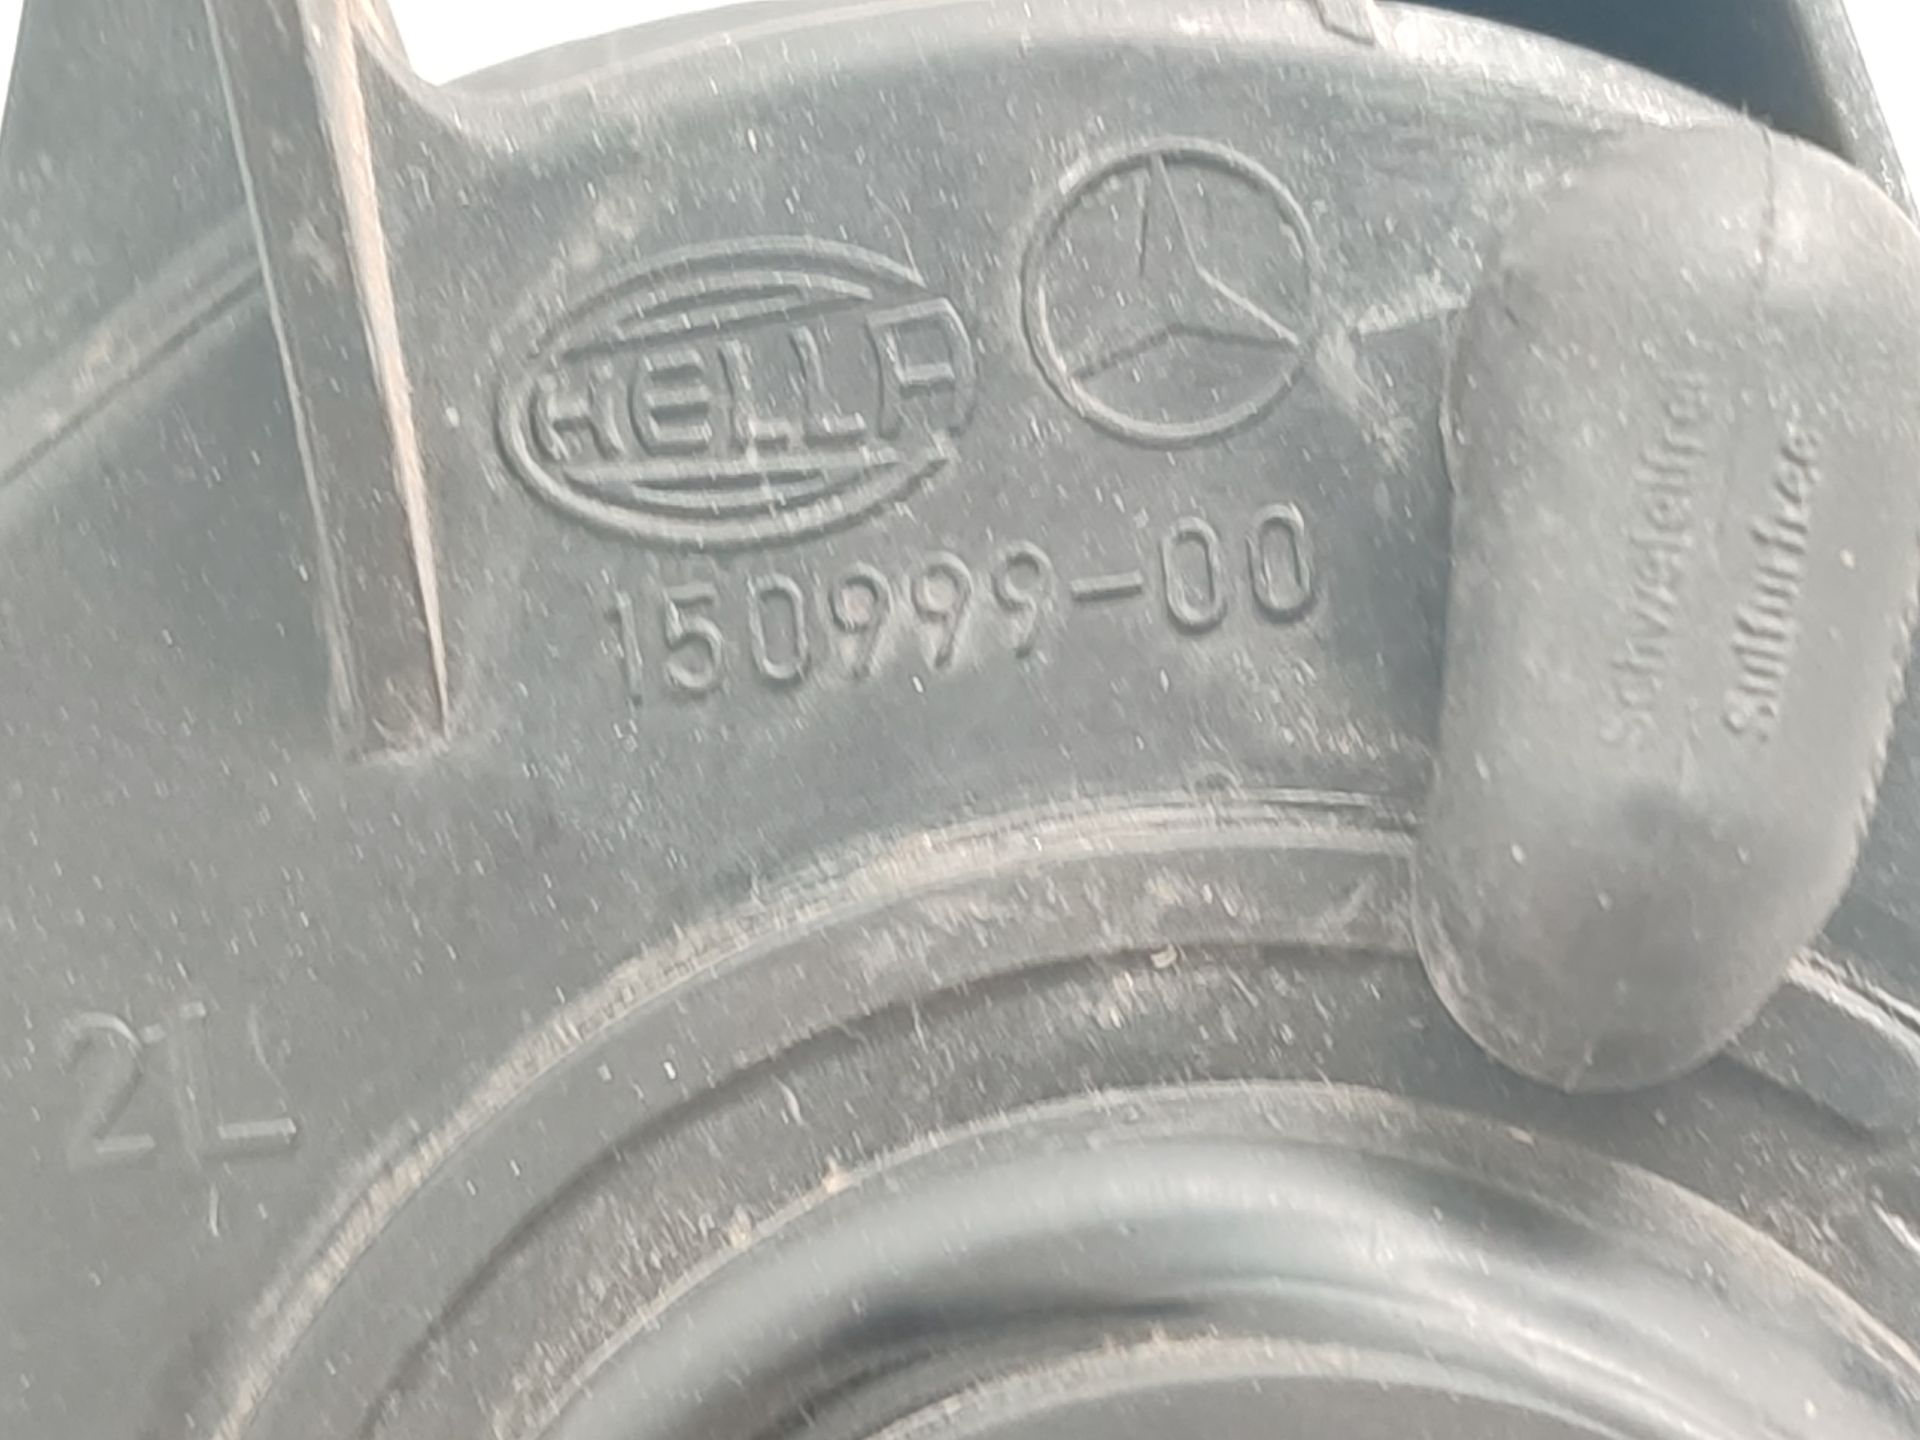 HELLA
150999-00
Schwefelfrei
Sulfurfree
2L